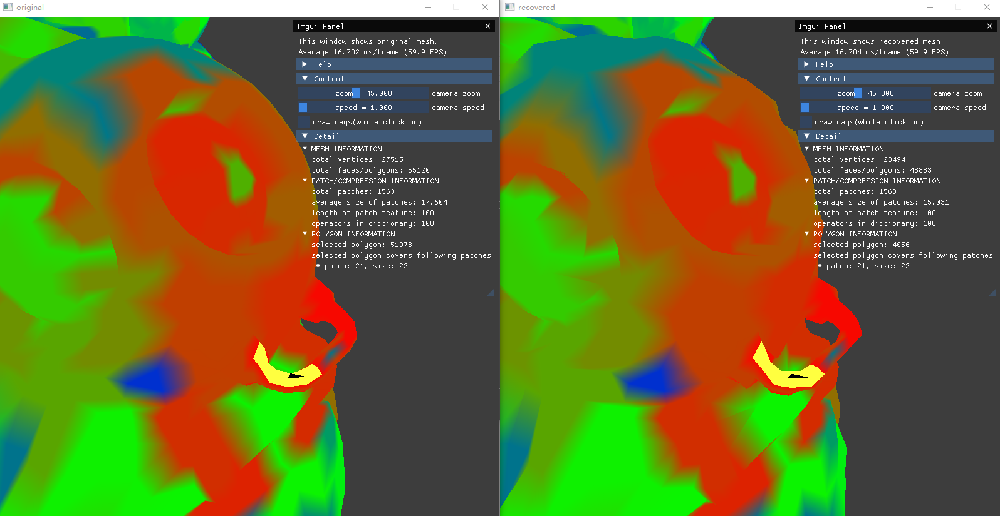 original
Imgui Panel
This window shows original mesh.
Average 16.702 ms/frame (59.9 FPS).
Help
Control
zoom = 45.000 camera zoom
speed = 1.000 camera speed
draw rays(while clicking)
Detail
MESH INFORMATION
total vertices: 27515
total faces/polygons: 55120
PATCH/COMPRESSION INFORMATION
total patches: 1563
average size of patches: 17.604
length of patch feature: 100
operators in dictionary: 100
POLYGON INFORMATION
selected polygon: 51978
selected polygon covers following patches
patch: 21, size: 22
recovered
Imgui Panel
This window shows recovered mesh.
Average 16.704 ms/frame (59.9 FPS).
Help
Control
zoom = 45.000 camera zoom
speed = 1.000 camera speed
draw rays(while clicking)
Detail
MESH INFORMATION
total vertices: 23494
total faces/polygons: 48883
PATCH/COMPRESSION INFORMATION
total patches: 1563
average size of patches: 15.031
length of patch feature: 100
operators in dictionary: 100
POLYGON INFORMATION
selected polygon: 4056
selected polygon covers following patches
patch: 21, size: 22